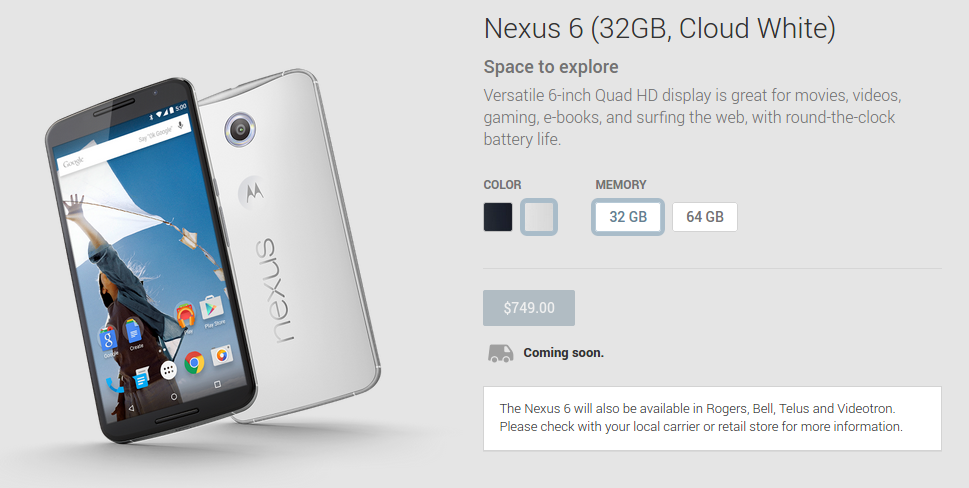 Nexus 6 (32GB, Cloud White)
Space to explore
Versatile 6-inch Quad HD display is great for movies, videos,
gaming, e-books, and surfing the web, with round-the-clock
battery life.
COLOR
MEMORY
32 GB
64 GB
$749.00
Coming soon.
The Nexus 6 will also be available in Rogers, Bell, Telus and Videotron.
Please check with your local carrier or retail store for more information.
5:00
Google
Say "Ok Google"
Google
Create
Play
Play Store
nexus